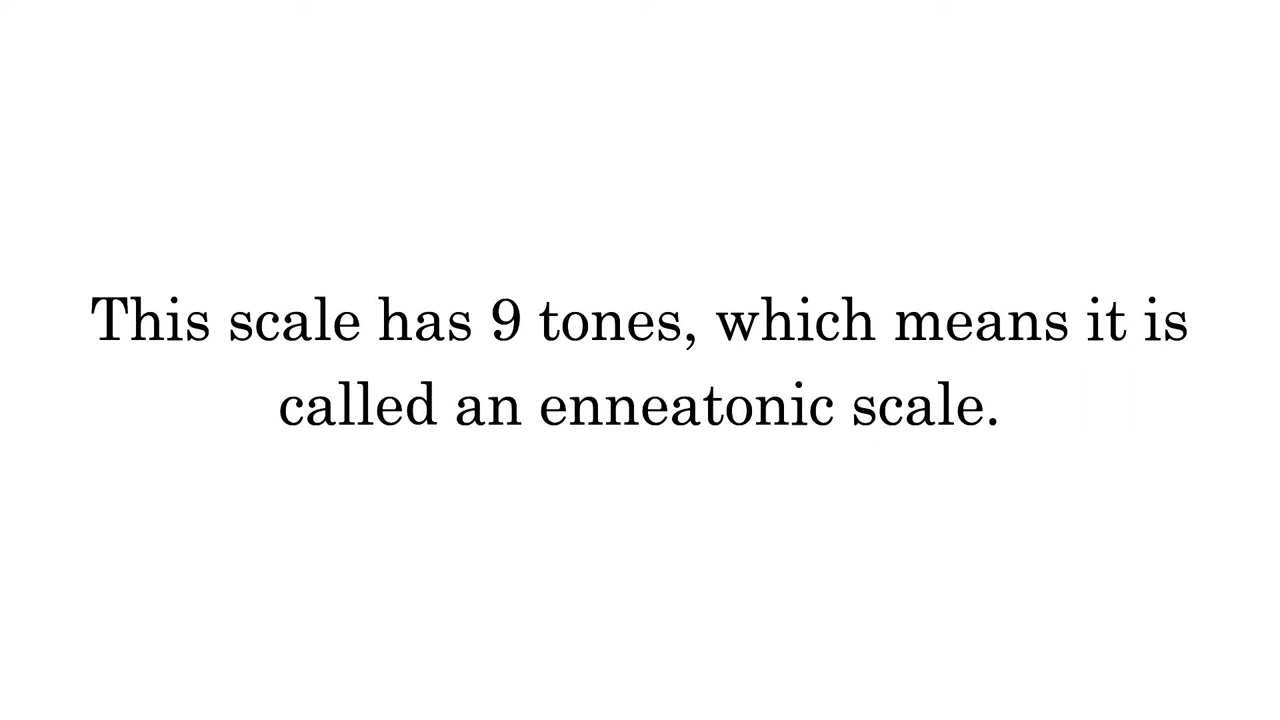 This scale has 9 tones, which means it is
called an enneatonic scale.